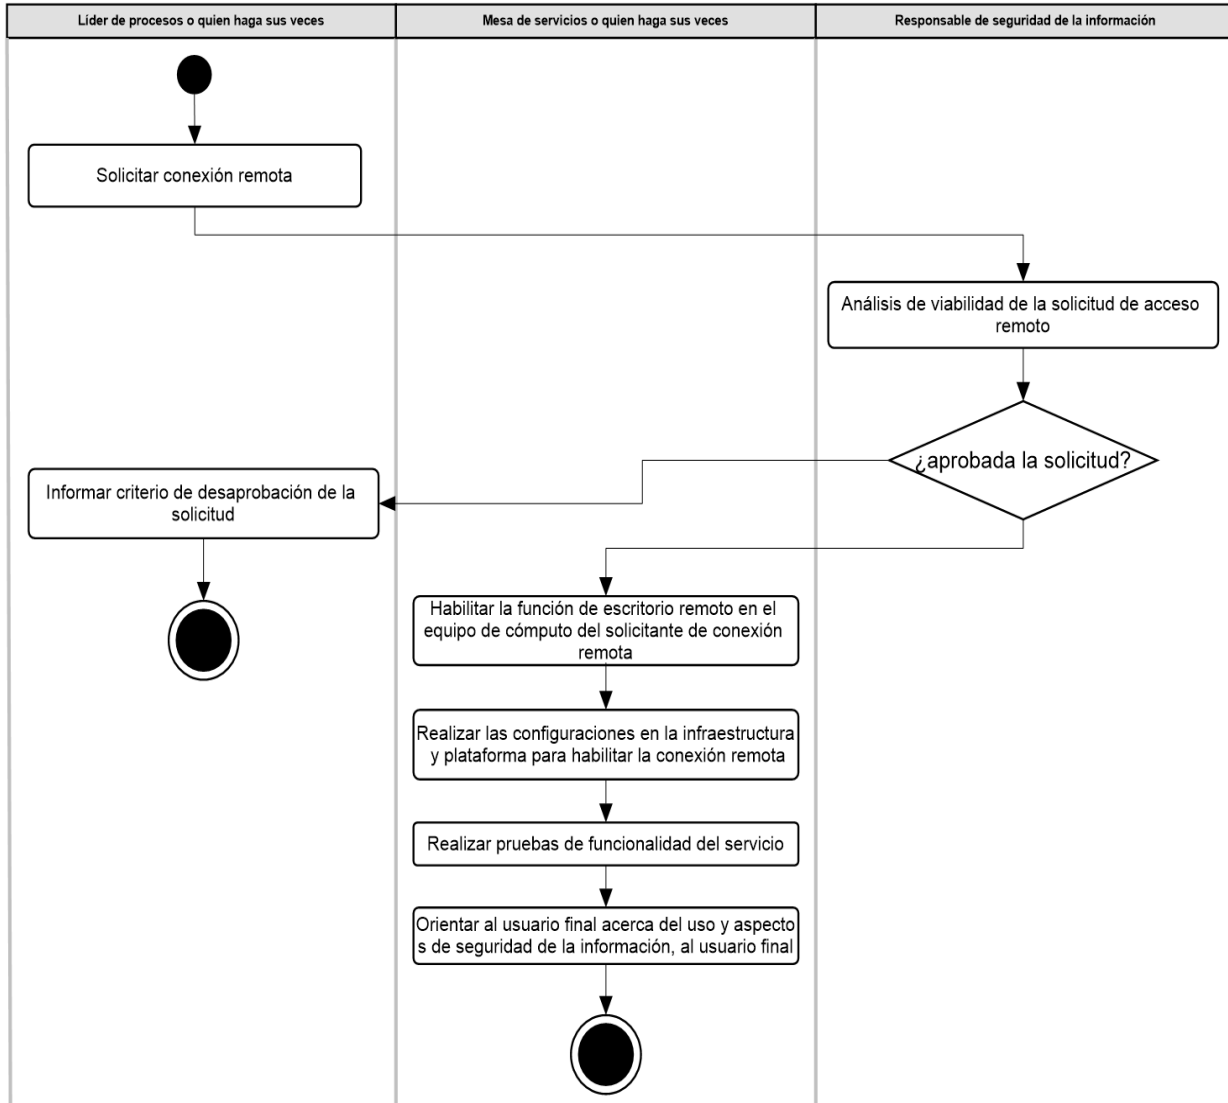 Líder de procesos o quien haga sus veces
Mesa de servicios o quien haga sus veces
Responsable de seguridad de la información
Solicitar conexión remota
Análisis de viabilidad de la solicitud de acceso
remoto
¿aprobada la solicitud?
Informar criterio de desaprobación de la
solicitud
Habilitar la función de escritorio remoto en el
equipo de cómputo del solicitante de conexión
remota
Realizar las configuraciones en la infraestructura
y plataforma para habilitar la conexión remota
Realizar pruebas de funcionalidad del servicio
Orientar al usuario final acerca del uso y aspecto
s de seguridad de la información, al usuario final